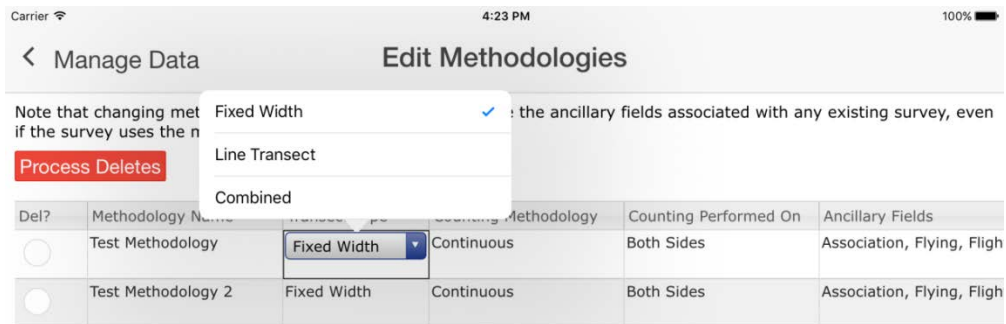 Carrier 4:23 PM 100%
Manage Data Edit Methodologies
Note that changing met : the ancillary fields associated with any existing survey, even
if the survey uses the n
Fixed Width
Line Transect
Combined
Process Deletes
Del? Methodology Name Transect Type Counting Methodology Counting Performed On Ancillary Fields
Test Methodology Fixed Width Continuous Both Sides Association, Flying, Fligh
Test Methodology 2 Fixed Width Continuous Both Sides Association, Flying, Fligh